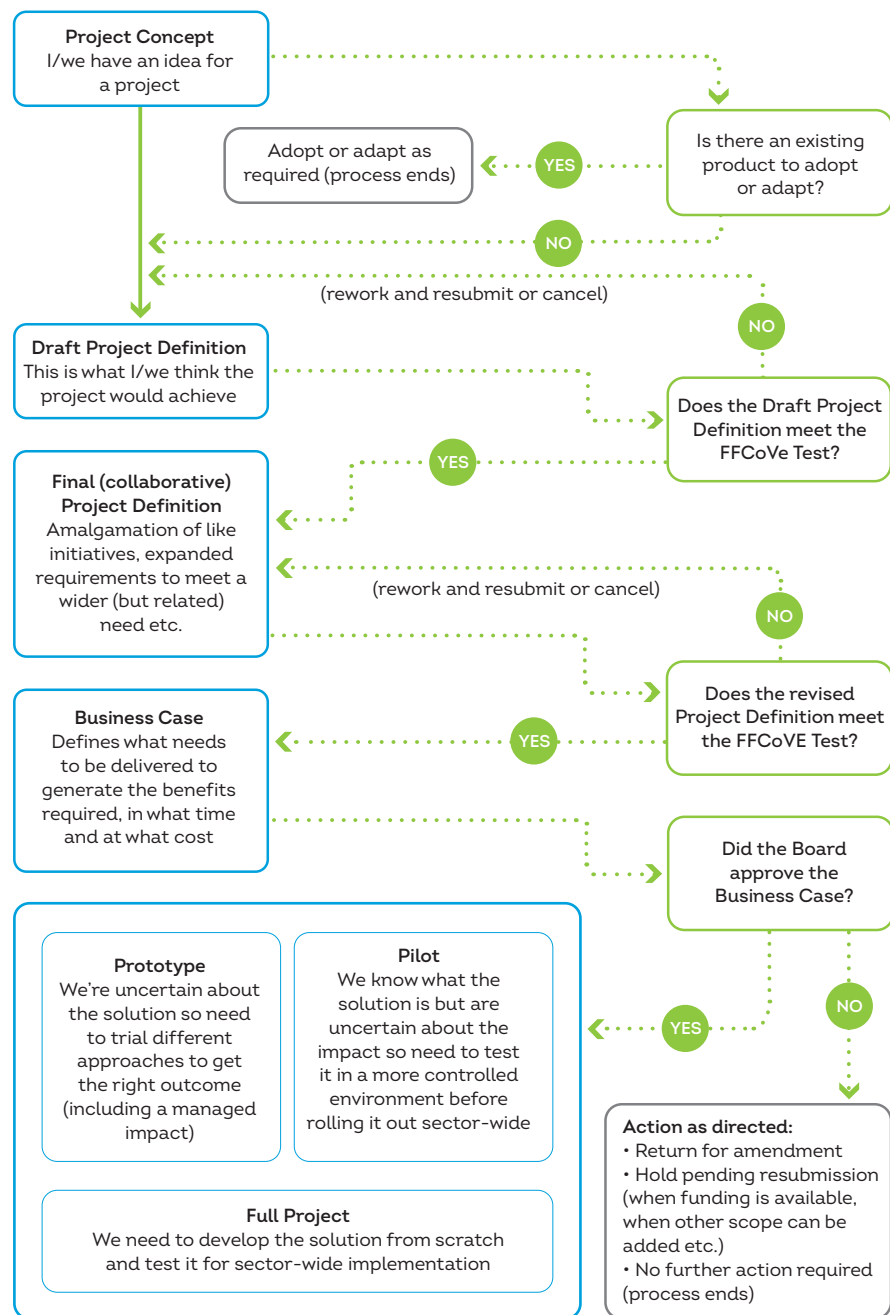 Project Concept
I/we have an idea for
a project
Is there an existing
product to adopt
or adapt?
YES
Adopt or adapt as
required (process ends)
NO
(rework and resubmit or cancel)
NO
Draft Project Definition
This is what I/we think the
project would achieve
Does the Draft Project
Definition meet the
FFCoVe Test?
YES
Final (collaborative)
Project Definition
Amalgamation of like
initiatives, expanded
requirements to meet a
wider (but related)
need etc.
(rework and resubmit or cancel)
NO
Does the revised
Project Definition meet
the FFCoVE Test?
YES
Business Case
Defines what needs
to be delivered to
generate the benefits
required, in what time
and at what cost
Did the Board
approve the
Business Case?
YES
NO
Prototype
We’re uncertain about
the solution so need
to trial different
approaches to get
the right outcome
(including a managed
impact)
Pilot
We know what the
solution is but are
uncertain about the
impact so need to test
it in a more controlled
environment before
rolling it out sector-wide
Full Project
We need to develop the solution from scratch
and test it for sector-wide implementation
Action as directed:
• Return for amendment
• Hold pending resubmission
(when funding is available,
when other scope can be
added etc.)
• No further action required
(process ends)